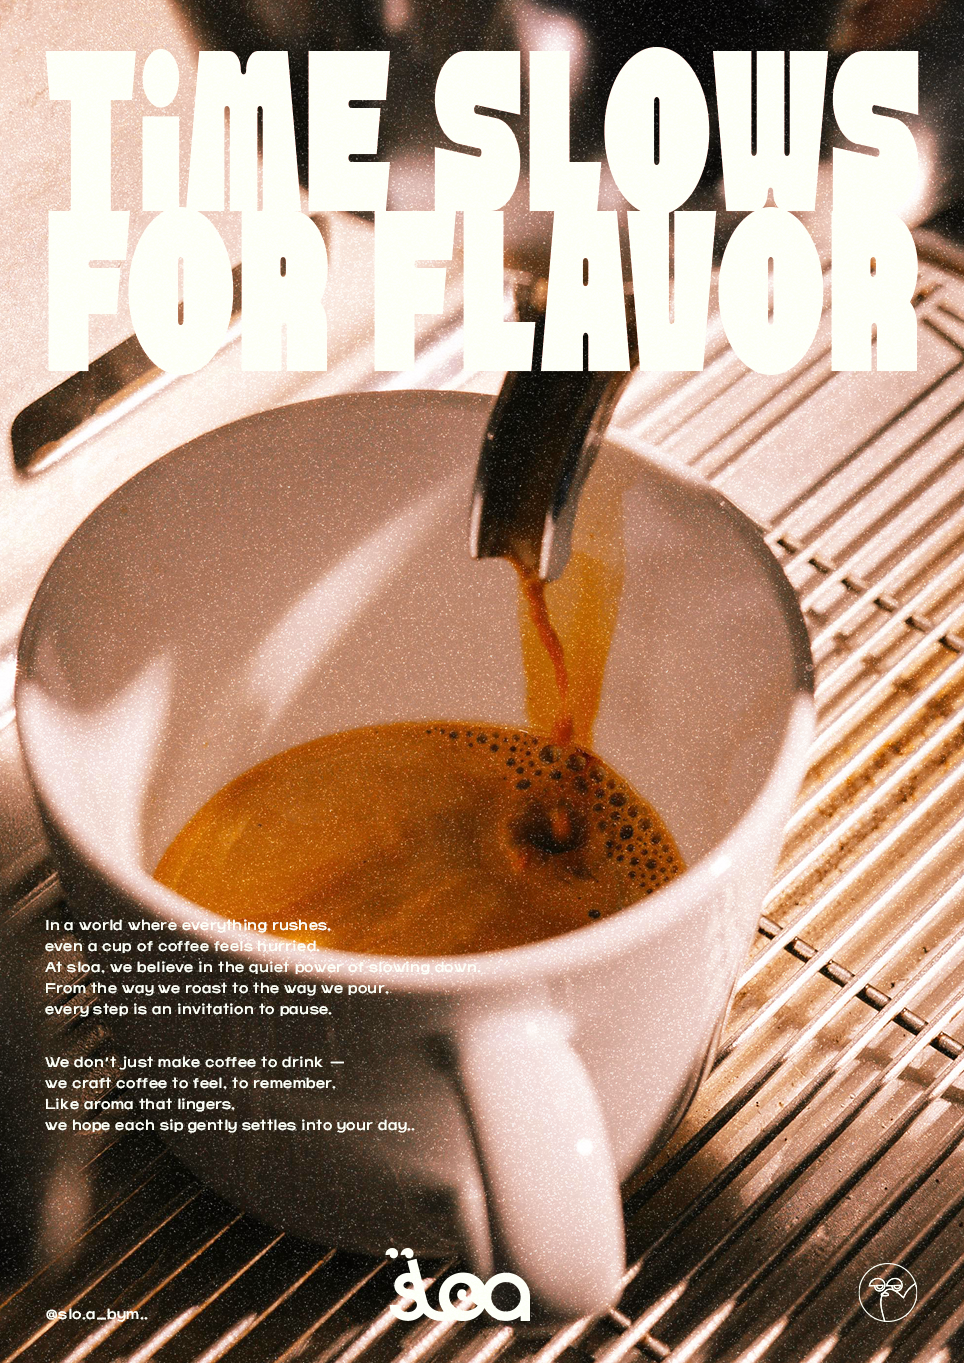 TiME SLOWS
FOR FLAVOR
In a world where everything rushes,
even a cup of coffee feels hurried.
At sloa, we believe in the quiet power of slowing down.
From the way we roast to the way we pour,
every step is an invitation to pause.
We don't just make coffee to drink —
we craft coffee to feel, to remember,
Like aroma that lingers,
we hope each sip gently settles into your day..
sloa
@slo.a_bym..